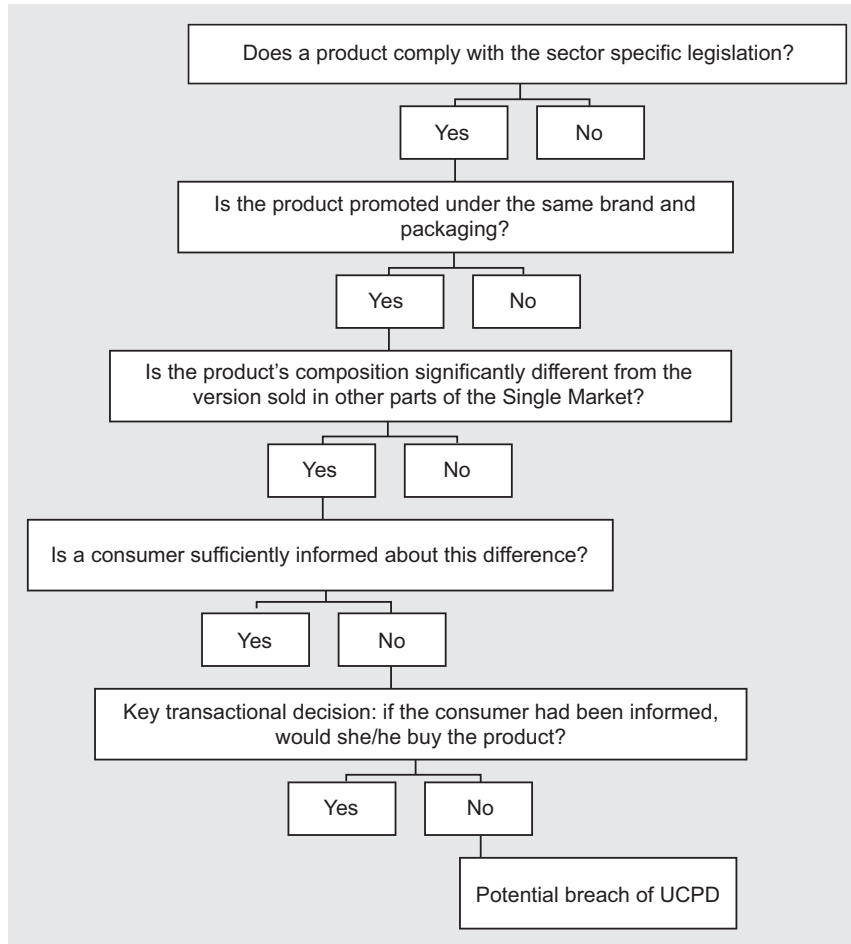 Does a product comply with the sector specific legislation?
Yes
No
Is the product promoted under the same brand and
packaging?
Yes
No
Is the product's composition significantly different from the
version sold in other parts of the Single Market?
Yes
No
Is a consumer sufficiently informed about this difference?
Yes
No
Key transactional decision: if the consumer had been informed,
would she/he buy the product?
Yes
No
Potential breach of UCPD